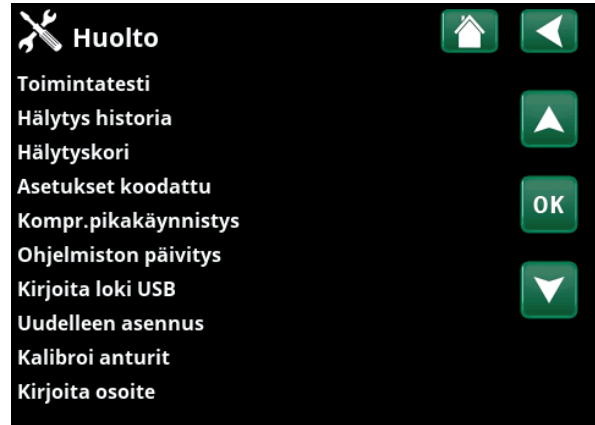 Huolto
Toimintatesti
Hälytys historia
Hälytyskori
Asetukset koodattu
OK
Kompr.pikakäynnistys
Ohjelmiston päivitys
Kirjoita loki USB
Uudelleen asennus
Kalibroi anturit
Kirjoita osoite